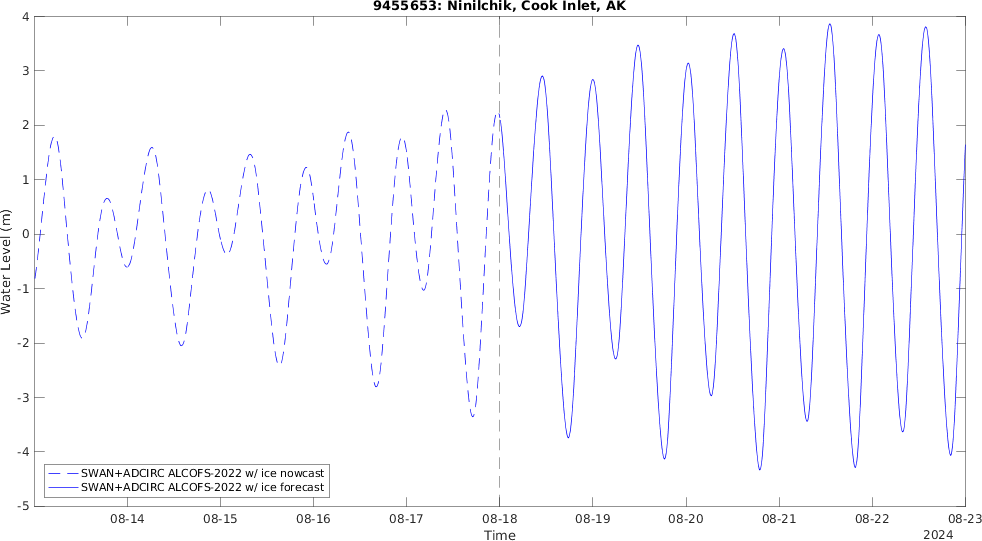 9455653: Ninilchik, Cook Inlet, AK
Water Level (m)
4
3
2
1
0
-1
-2
-3
-4
-5
SWAN+ADCIRC ALCOFS-2022 w/ ice nowcast
SWAN+ADCIRC ALCOFS-2022 w/ ice forecast
08-14 08-15 08-16 08-17 08-18 08-19 08-20 08-21 08-22 08-23
Time
2024